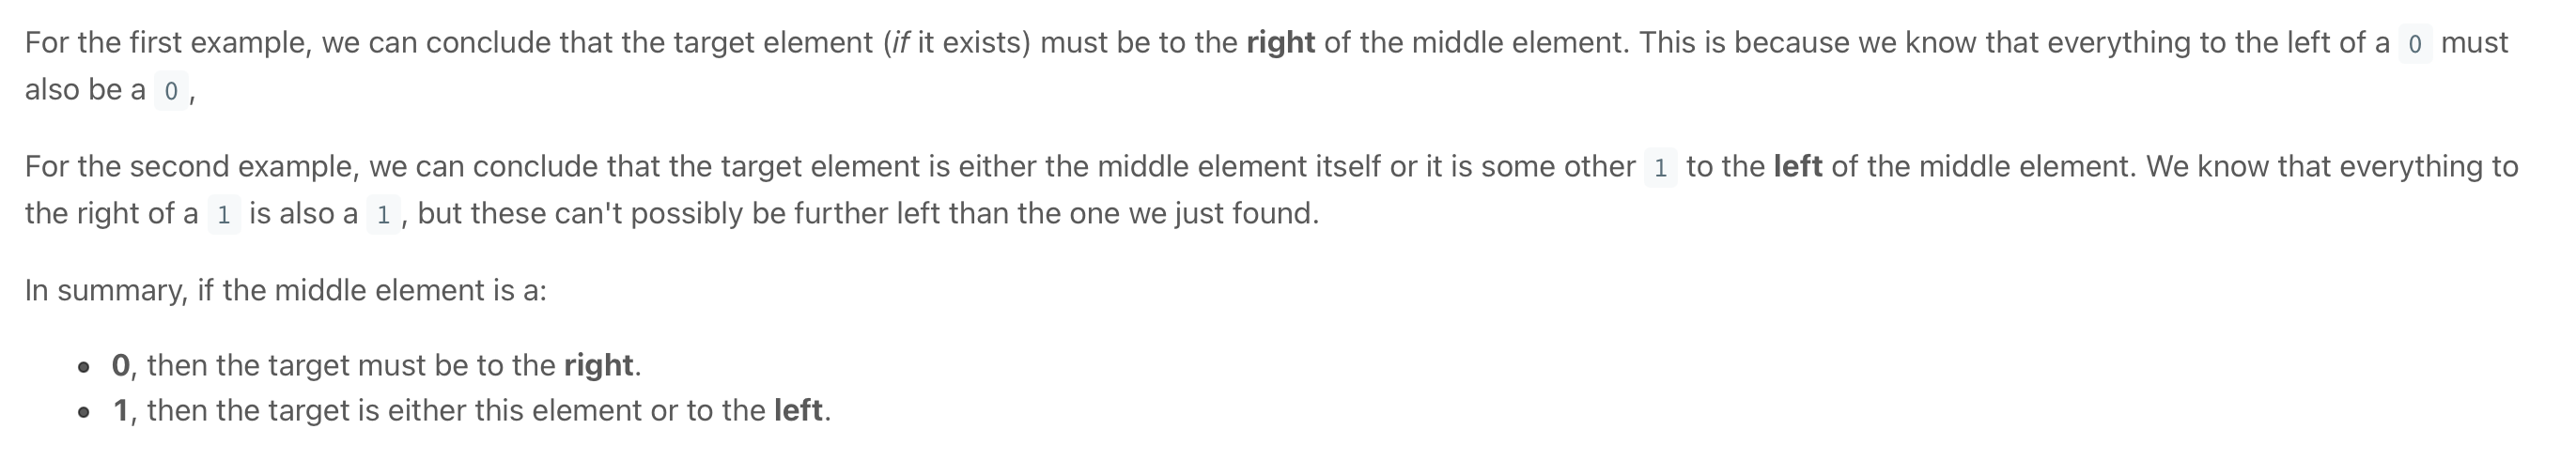 For the first example, we can conclude that the target element (if it exists) must be to the right of the middle element. This is because we know that everything to the left of a 0 must
also be a 0 ,
For the second example, we can conclude that the target element is either the middle element itself or it is some other 1 to the left of the middle element. We know that everything to
the right of a 1 is also a 1 , but these can't possibly be further left than the one we just found.
In summary, if the middle element is a:
• 0, then the target must be to the right.
• 1, then the target is either this element or to the left.